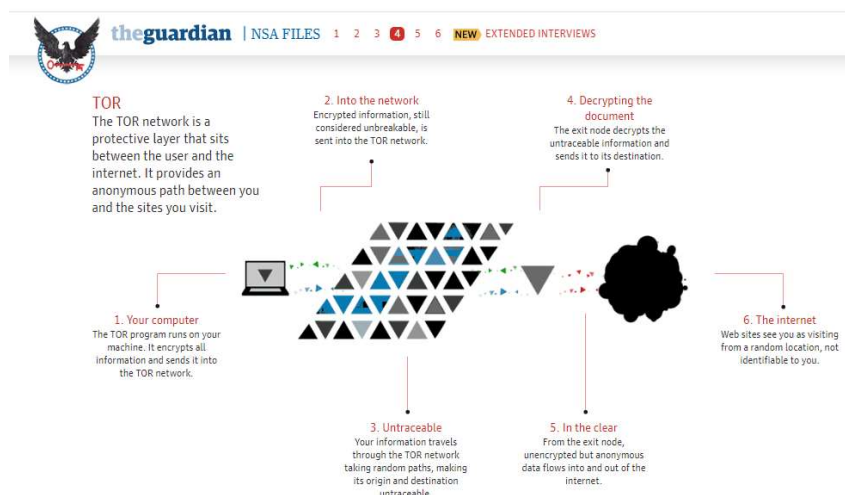 theguardian | NSA FILES 1 2 3 4 5 6 NEW EXTENDED INTERVIEWS
TOR
The TOR network is a
protective layer that sits
between the user and the
internet. It provides an
anonymous path between you
and the sites you visit.
2. Into the network
Encrypted information, still
considered unbreakable, is
sent into the TOR network.
4. Decrypting the
document
The exit node decrypts the
untraceable information and
sends it to its destination.
1. Your computer
The TOR program runs on your
machine. It encrypts all
information and sends it into
the TOR network.
6. The internet
Web sites see you as visiting
from a random location, not
identifiable to you.
3. Untraceable
Your information travels
through the TOR network
taking random paths, making
its origin and destination
untraceable
5. In the clear
From the exit node,
unencrypted but anonymous
data flows into and out of the
internet.